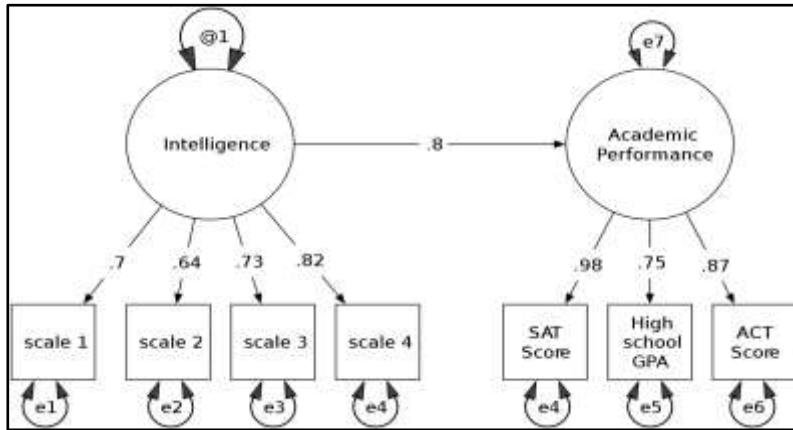 @1
e7
Intelligence
.8
Academic
Performance
.7
.64
.73
.82
.98
.75
.87
scale 1
scale 2
scale 3
scale 4
SAT
Score
High
school
GPA
ACT
Score
e1
e2
e3
e4
e4
e5
e6